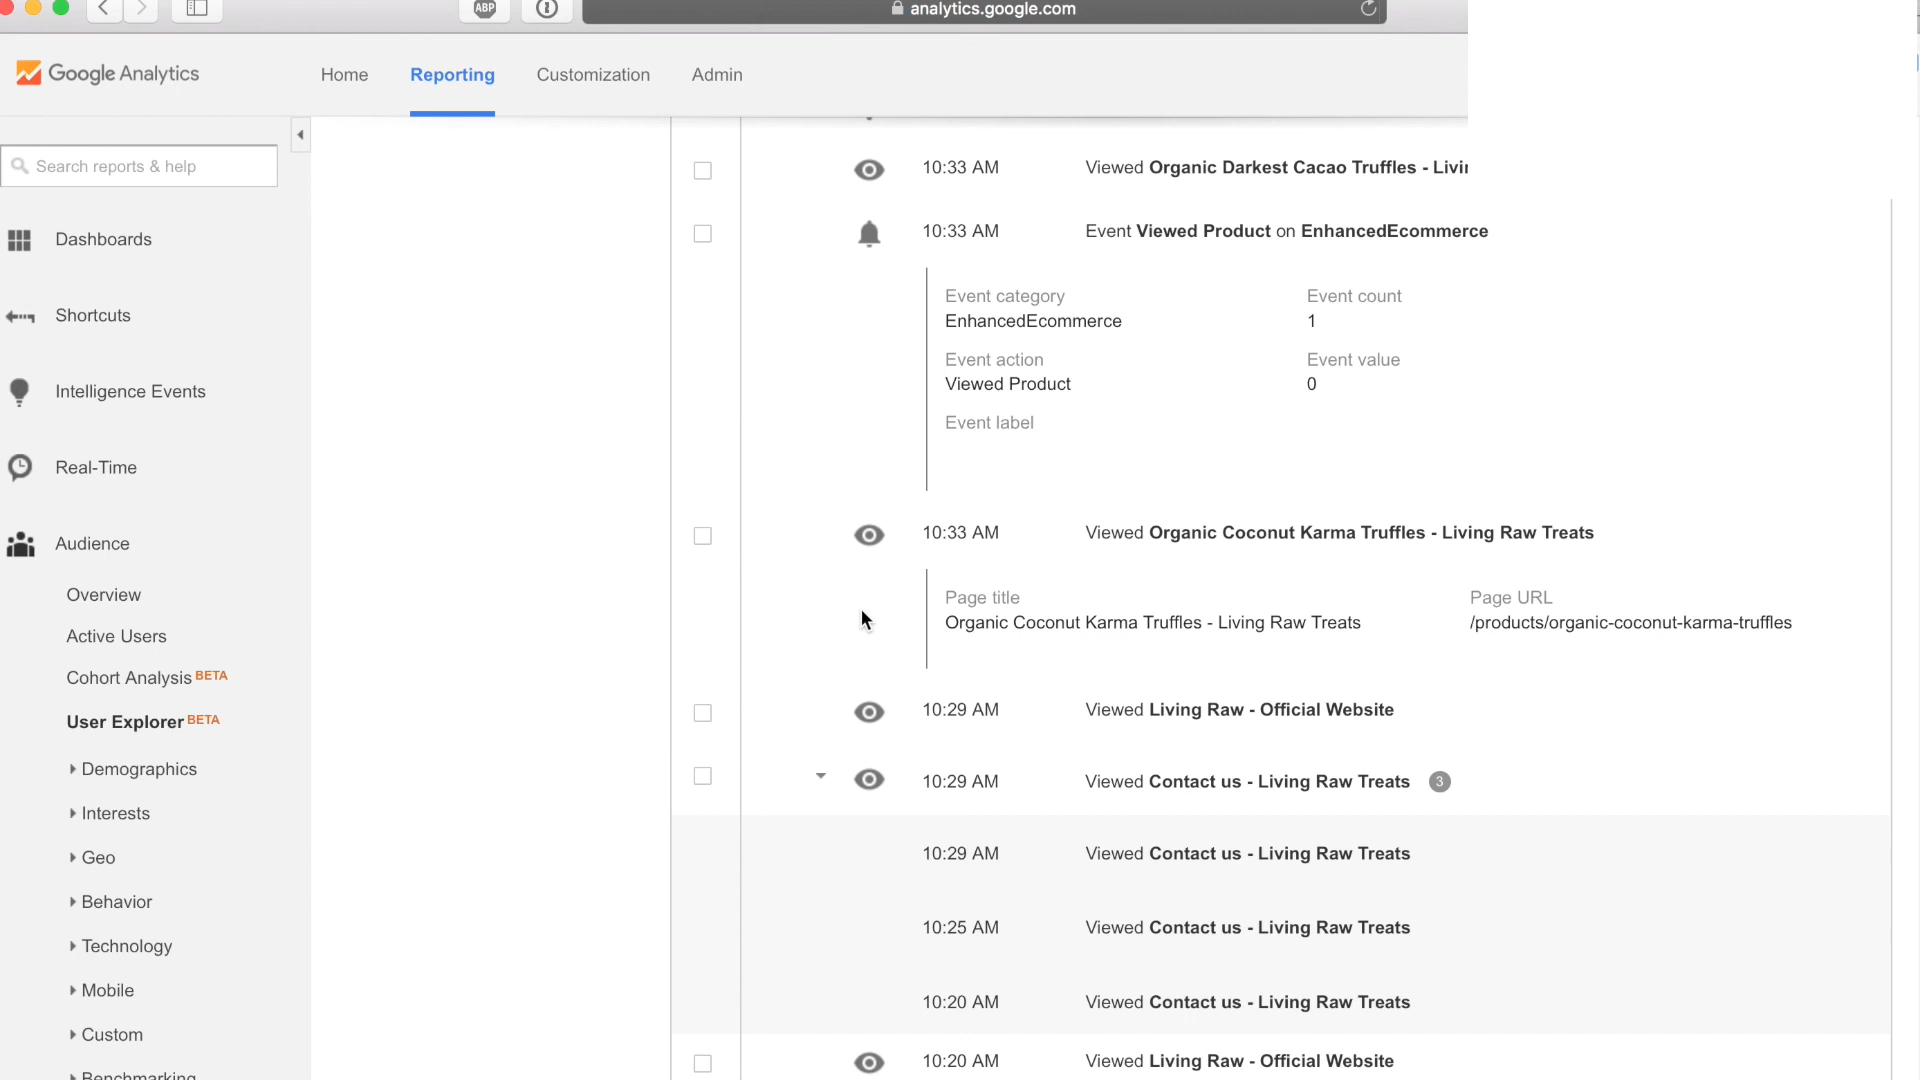 ABP
analytics.google.com
Google Analytics
Home
Reporting
Customization
Admin
Search reports & help
Dashboards
Shortcuts
Intelligence Events
Real-Time
Audience
Overview
Active Users
Cohort Analysis BETA
User Explorer BETA
Demographics
Interests
Geo
Behavior
Technology
Mobile
Custom
Benchmarking
10:33 AM Viewed Organic Darkest Cacao Truffles - Livin
10:33 AM Event Viewed Product on EnhancedEcommerce
Event category Event count
EnhancedEcommerce 1
Event action Event value
Viewed Product 0
Event label
10:33 AM Viewed Organic Coconut Karma Truffles - Living Raw Treats
Page title Page URL
Organic Coconut Karma Truffles - Living Raw Treats /products/organic-coconut-karma-truffles
10:29 AM Viewed Living Raw - Official Website
10:29 AM Viewed Contact us - Living Raw Treats 3
10:29 AM Viewed Contact us - Living Raw Treats
10:25 AM Viewed Contact us - Living Raw Treats
10:20 AM Viewed Contact us - Living Raw Treats
10:20 AM Viewed Living Raw - Official Website